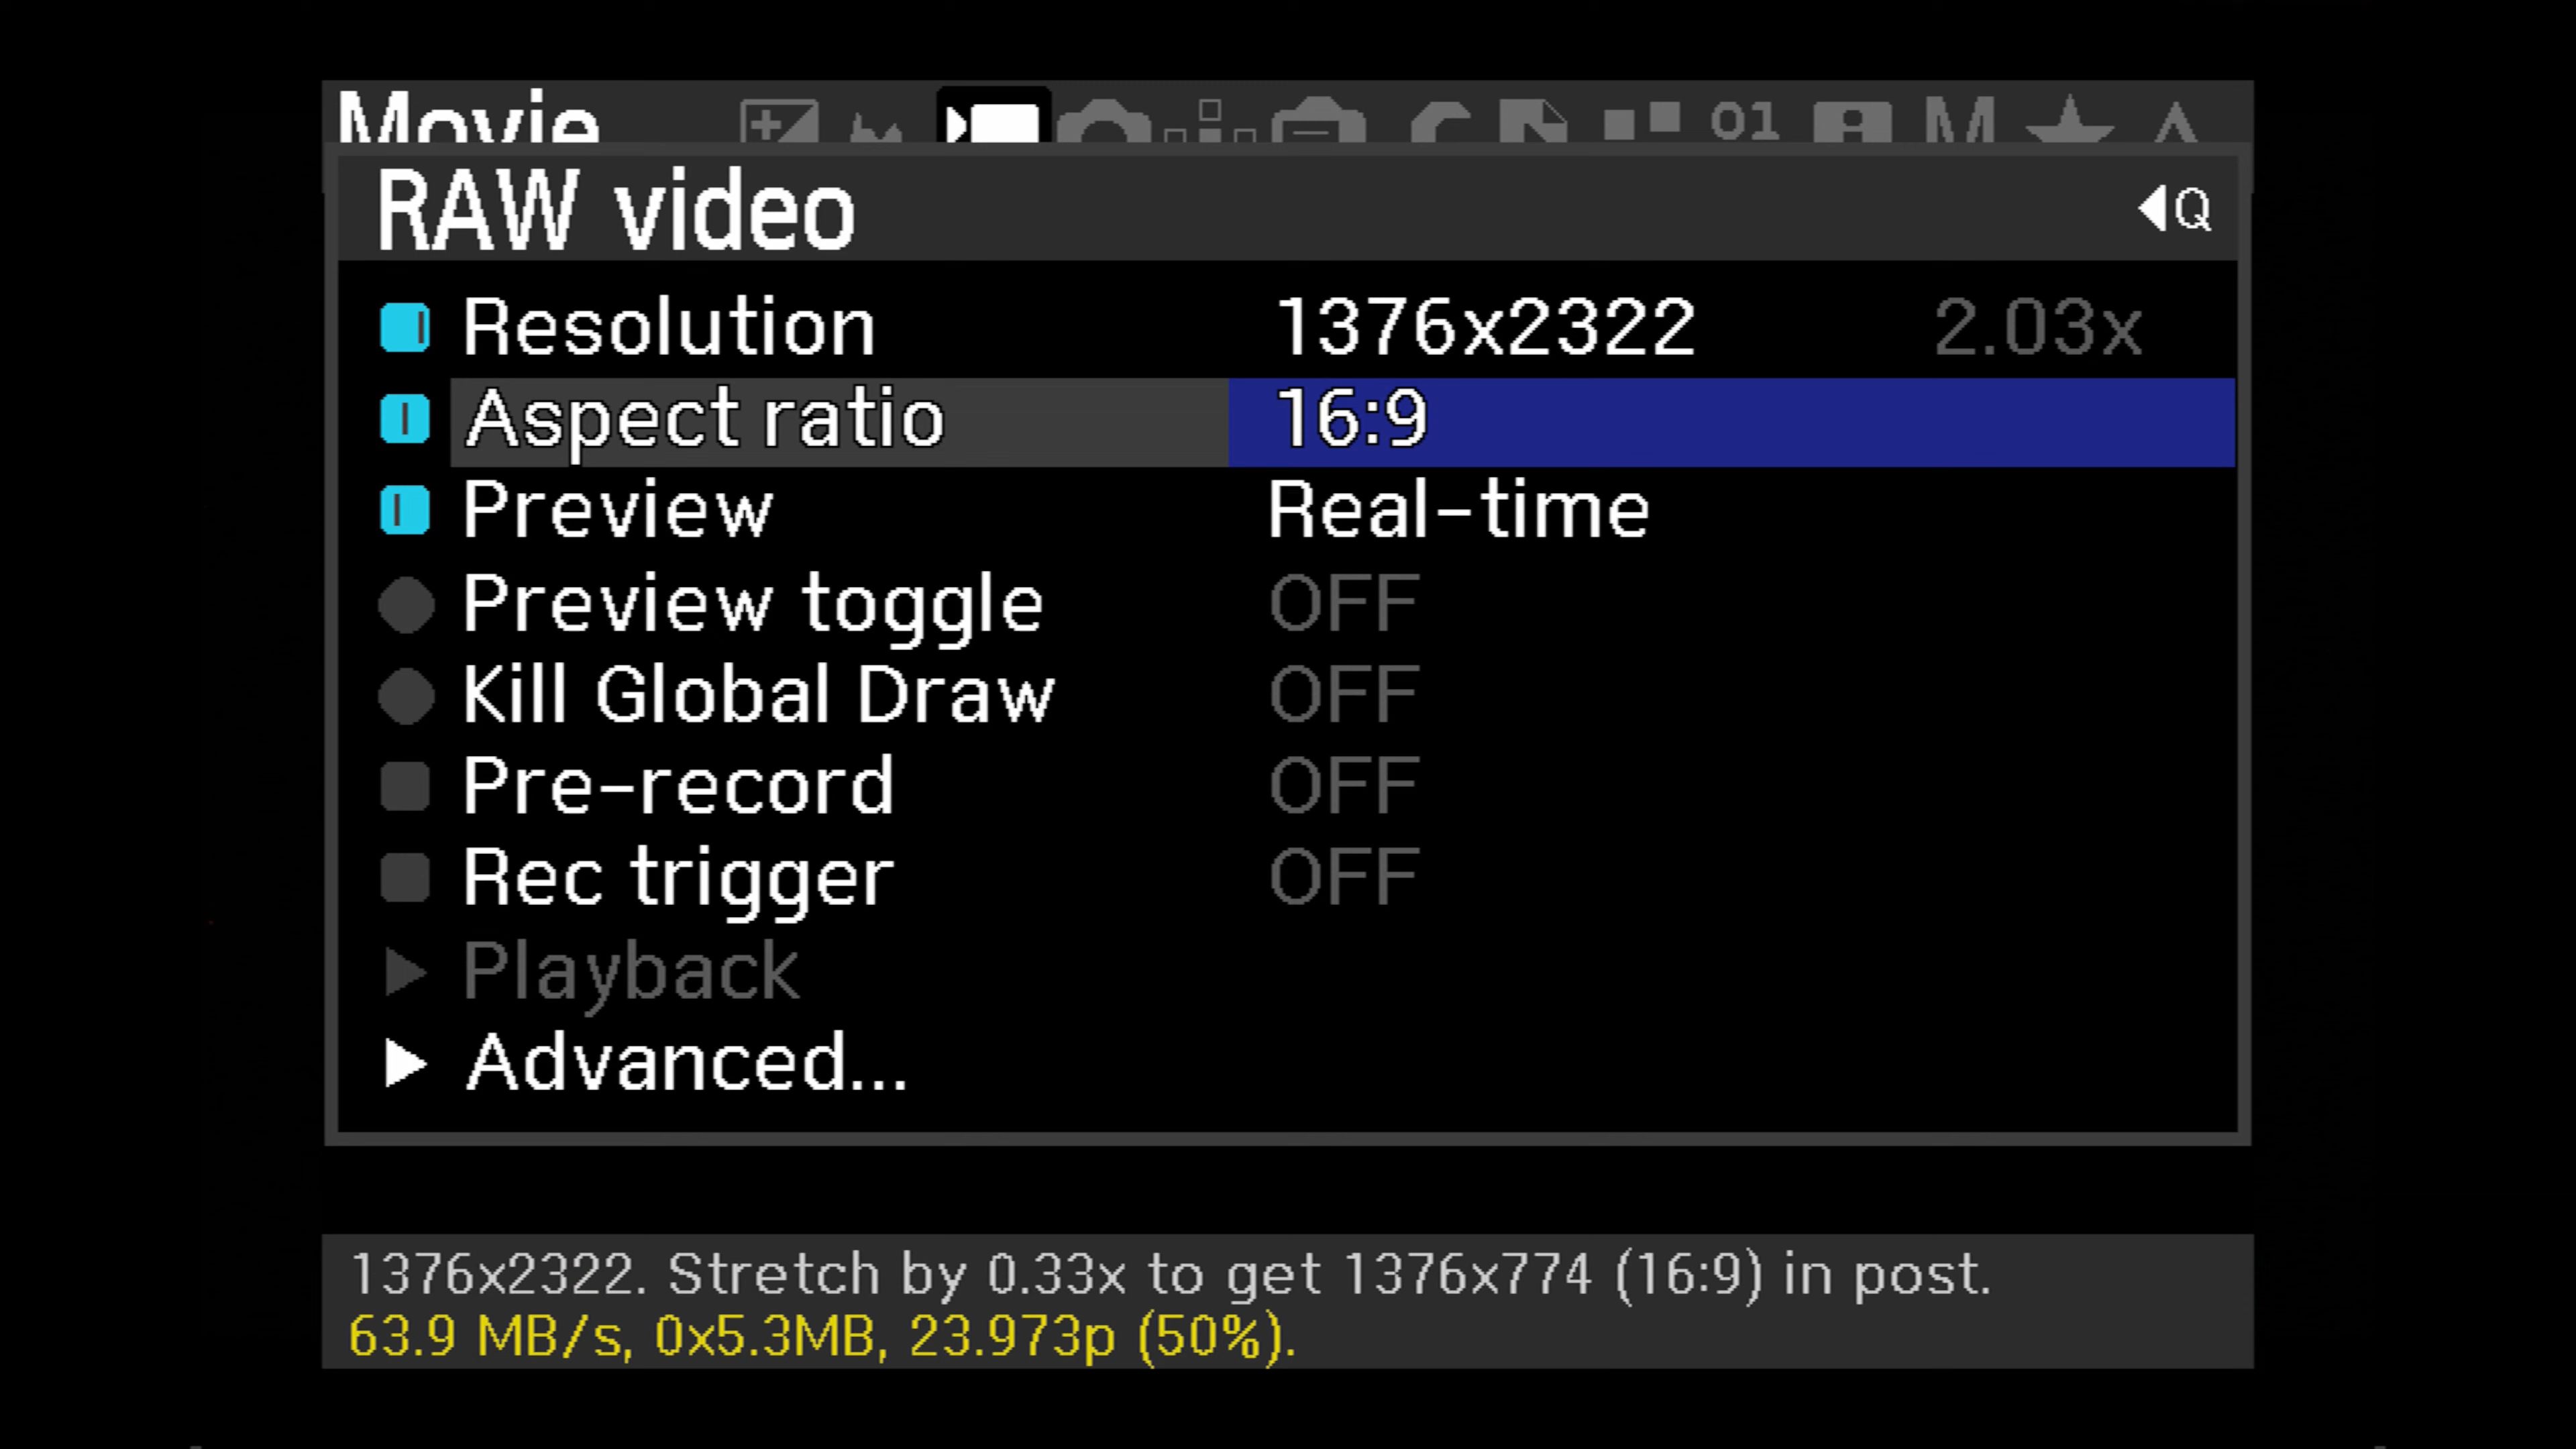 Movie
01 M
RAW video
Q
Resolution 1376x2322 2.03x
Aspect ratio 16:9
Preview Real-time
Preview toggle OFF
Kill Global Draw OFF
Pre-record OFF
Rec trigger OFF
Playback
Advanced...
1376x2322. Stretch by 0.33x to get 1376x774 (16:9) in post.
63.9 MB/s, 0x5.3MB, 23.973p (50%).